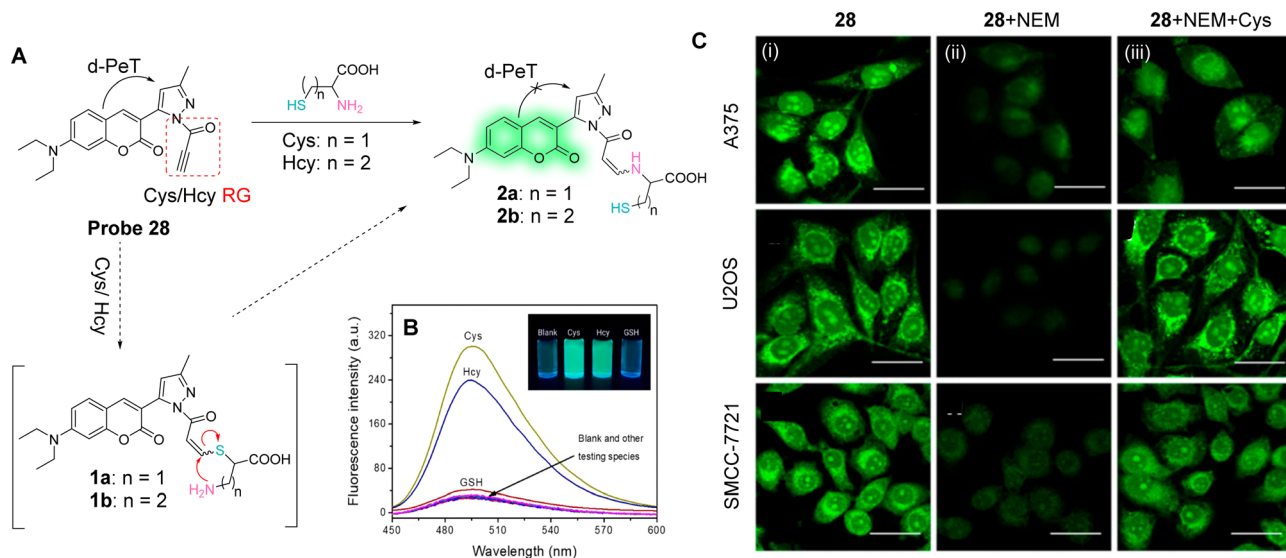 A
d-PeT
N
N
O
N
O
O
Cys/Hcy RG
Probe 28
( )n
COOH
HS
NH₂
Cys: n = 1
Hcy: n = 2
d-PeT
N
N
O
N
O
O
HN
COOH
HS
n
2a: n = 1
2b: n = 2
Cys/ Hcy
N
N
O
N
O
O
S
COOH
H₂N
n
1a: n = 1
1b: n = 2
B
Fluorescence intensity (a.u.)
320
240
160
80
0
450
480
510
540
570
600
Wavelength (nm)
Cys
Hcy
GSH
Blank and other
testing species
Blank Cys Hcy GSH
C
28
28+NEM
28+NEM+Cys
(i)
(ii)
(iii)
A375
U2OS
SMCC-7721